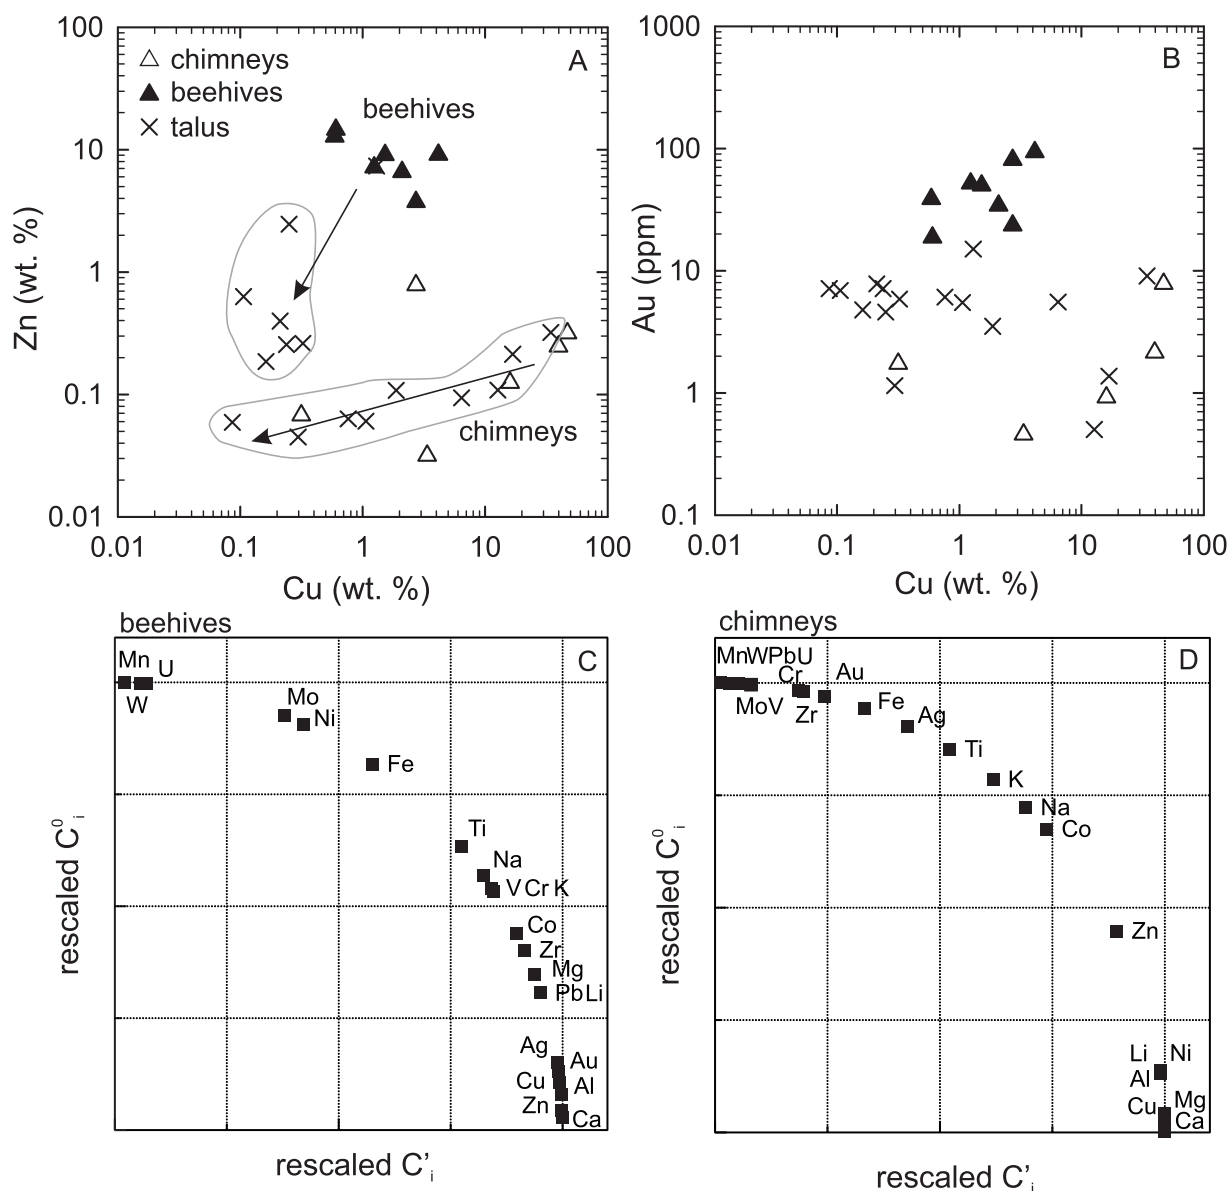 100
10
1
0.1
0.01
Zn (wt. %)
chimneys
beehives
talus
A
beehives
chimneys
0.01 0.1 1 10 100
Cu (wt. %)
1000
100
10
1
0.1
Au (ppm)
B
0.01 0.1 1 10 100
Cu (wt. %)
beehives
C
Mn U
W
Mo
Ni
Fe
Ti
Na
V Cr K
Co
Zr
Mg
Pb Li
Ag Au
Cu Al
Zn Ca
rescaled C⁰ᵢ
rescaled C'ᵢ
chimneys
D
MnWPbU
Cr Au
MoV Zr
Fe
Ag
Ti
K
Na
Co
Zn
Li Ni
Al
Cu Mg
Ca
rescaled C⁰ᵢ
rescaled C'ᵢ